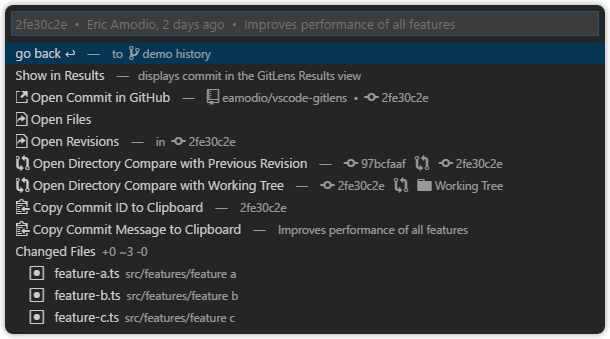 2fe30c2e • Eric Amodio, 2 days ago • Improves performance of all features
go back ↩ — to demo history
Show in Results — displays commit in the GitLens Results view
Open Commit in GitHub — eamodio/vscode-gitlens • 2fe30c2e
Open Files
Open Revisions — in 2fe30c2e
Open Directory Compare with Previous Revision — 97bcfaaf 2fe30c2e
Open Directory Compare with Working Tree — 2fe30c2e Working Tree
Copy Commit ID to Clipboard — 2fe30c2e
Copy Commit Message to Clipboard — Improves performance of all features
Changed Files +0 ~3 -0
feature-a.ts src/features/feature a
feature-b.ts src/features/feature b
feature-c.ts src/features/feature c